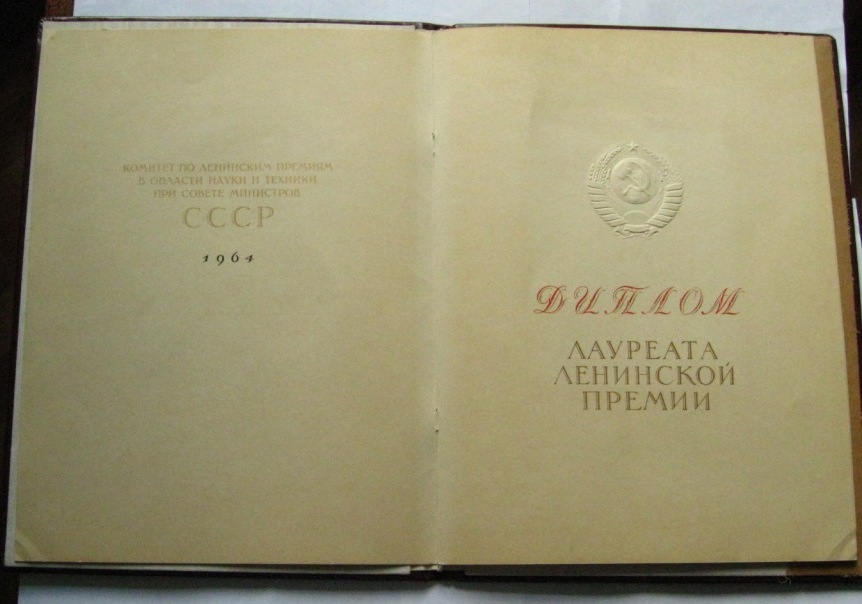 КОМИТЕТ ПО ЛЕНИНСКИМ ПРЕМИЯМ
В ОБЛАСТИ НАУКИ И ТЕХНИКИ
ПРИ СОВЕТЕ МИНИСТРОВ
СССР
1964
ДИПЛОМ
ЛАУРЕАТА
ЛЕНИНСКОЙ
ПРЕМИИ